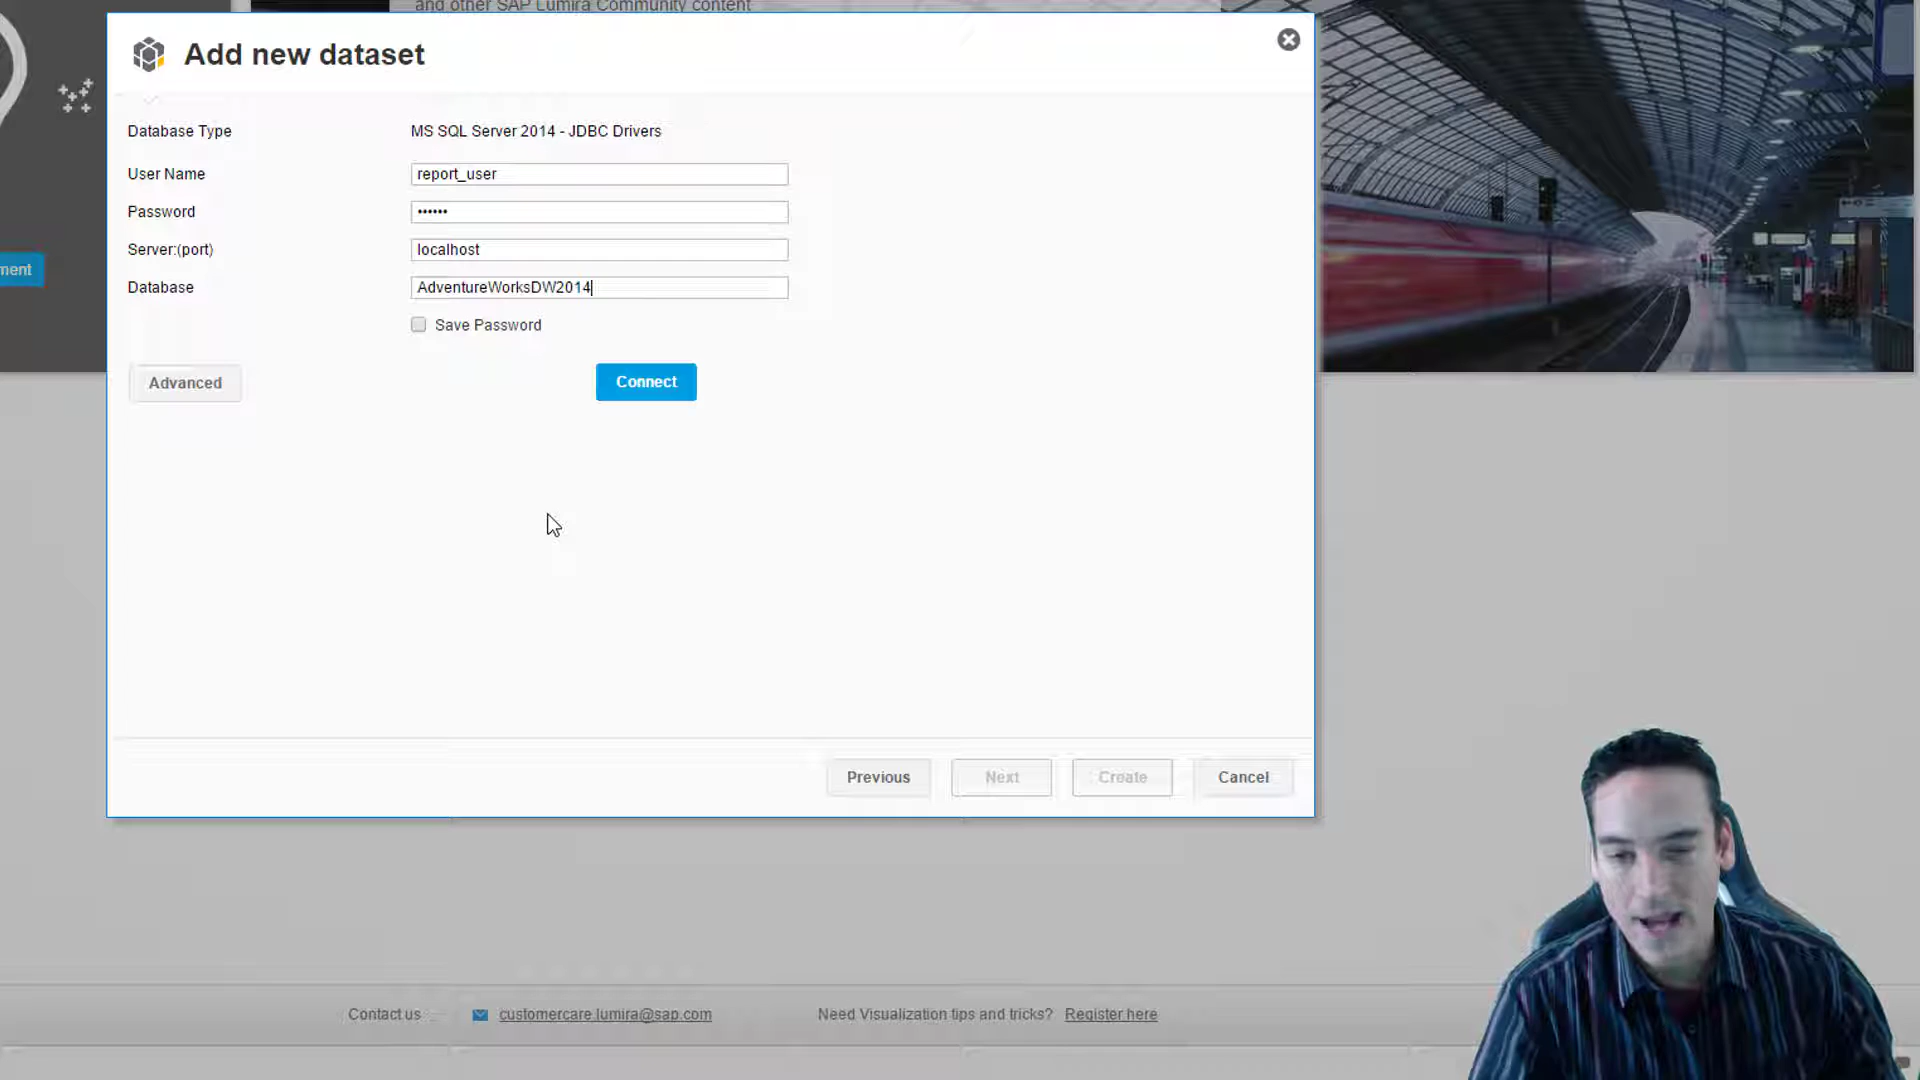 and other SAP Lumira Community content
Add new dataset
Database Type MS SQL Server 2014 - JDBC Drivers
User Name report_user
Password ••••••
Server:(port) localhost
Database AdventureWorksDW2014
Save Password
ment
Advanced Connect
Previous Next Create Cancel
Contact us customercare.lumira@sap.com Need Visualization tips and tricks? Register here